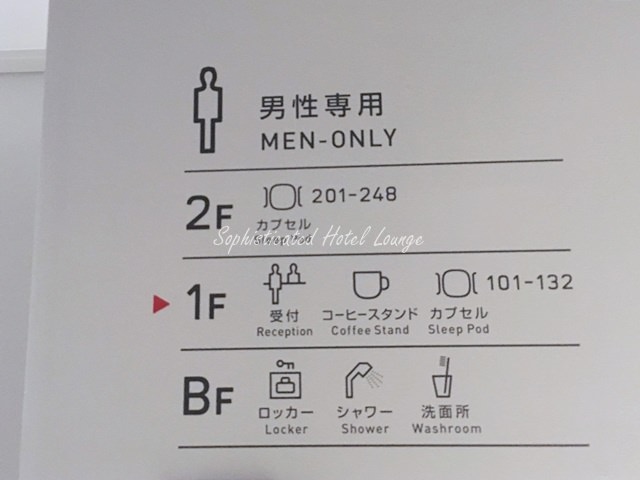 男性専用
MEN-ONLY
2F
201-248
カプセル
Sleep Pod
Sophisticated Hotel Lounge
1F
101-132
受付 コーヒースタンド カプセル
Reception Coffee Stand Sleep Pod
BF
ロッカー シャワー 洗面所
Locker Shower Washroom